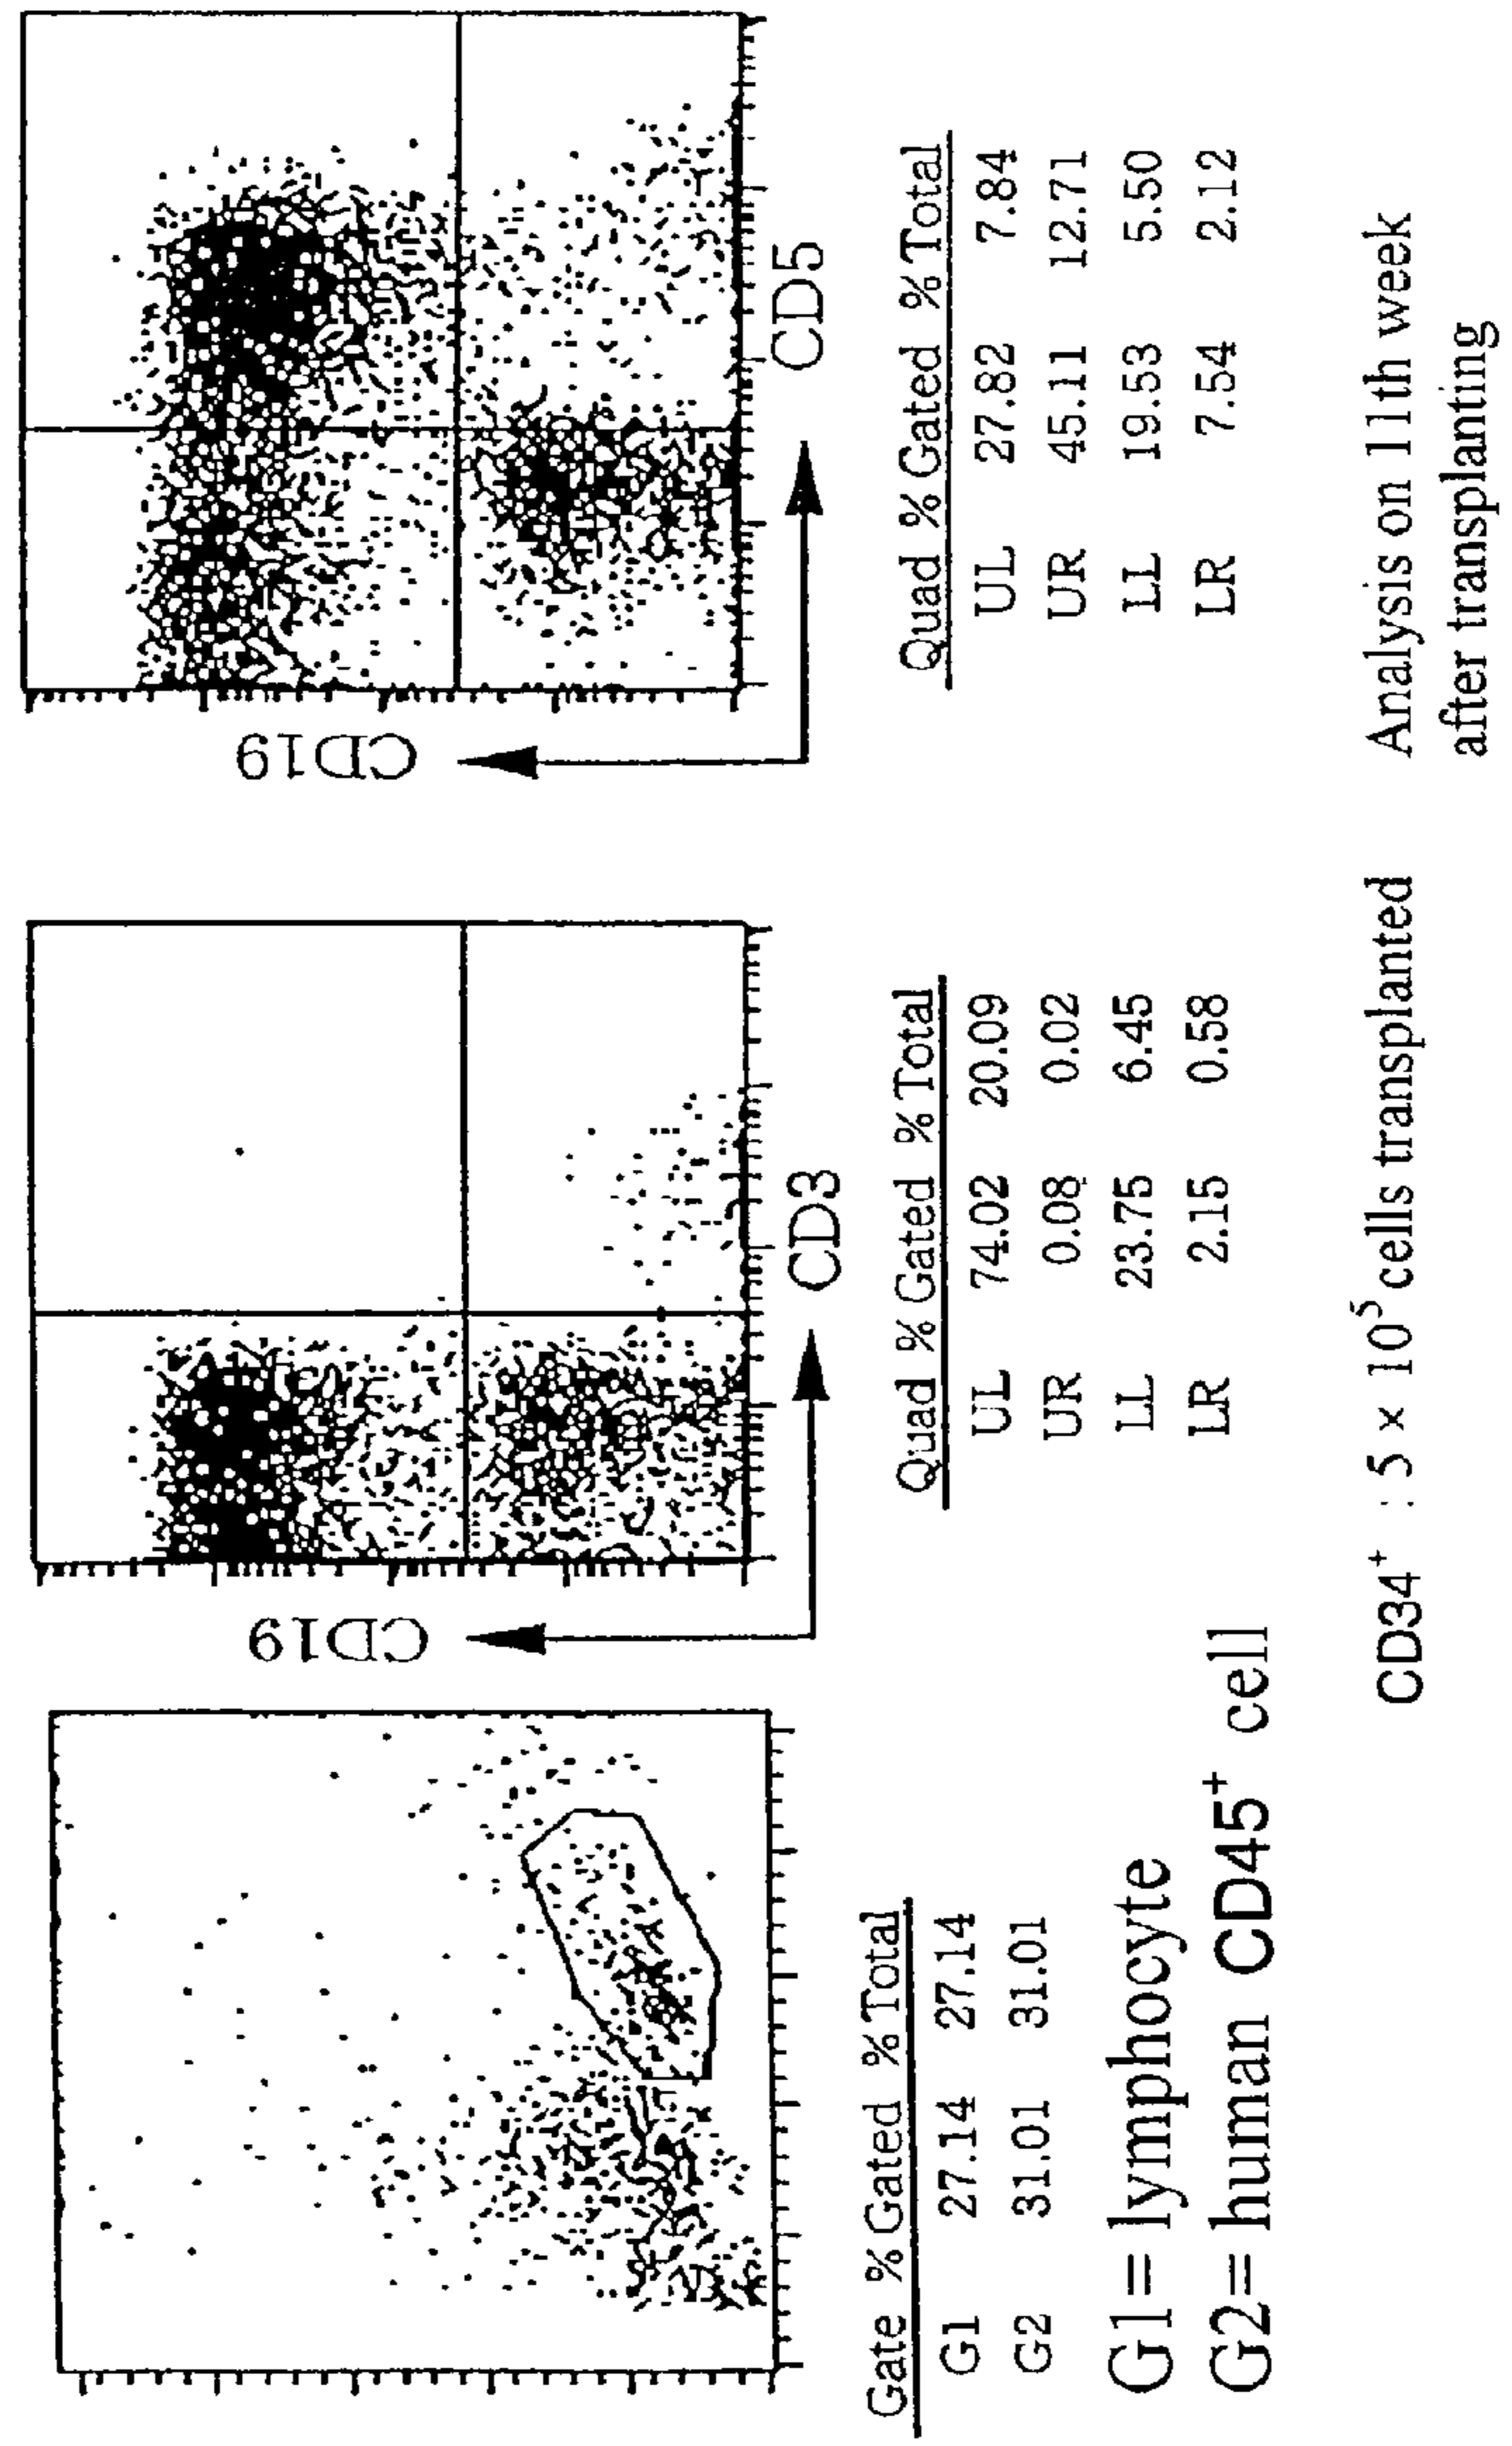 CD19
CD5
Quad % Gated % Total
UL 27.82 7.84
UR 45.11 12.71
LL 19.53 5.50
LR 7.54 2.12
Analysis on 11th week
after transplanting
CD19
CD3
Quad % Gated % Total
UL 74.02 20.09
UR 0.08 0.02
LL 23.75 6.45
LR 2.15 0.58
CD34⁺ : 5 × 10⁵ cells transplanted
Gate % Gated % Total
G1 27.14 27.14
G2 31.01 31.01
G1= lymphocyte
G2= human CD45⁺ cell